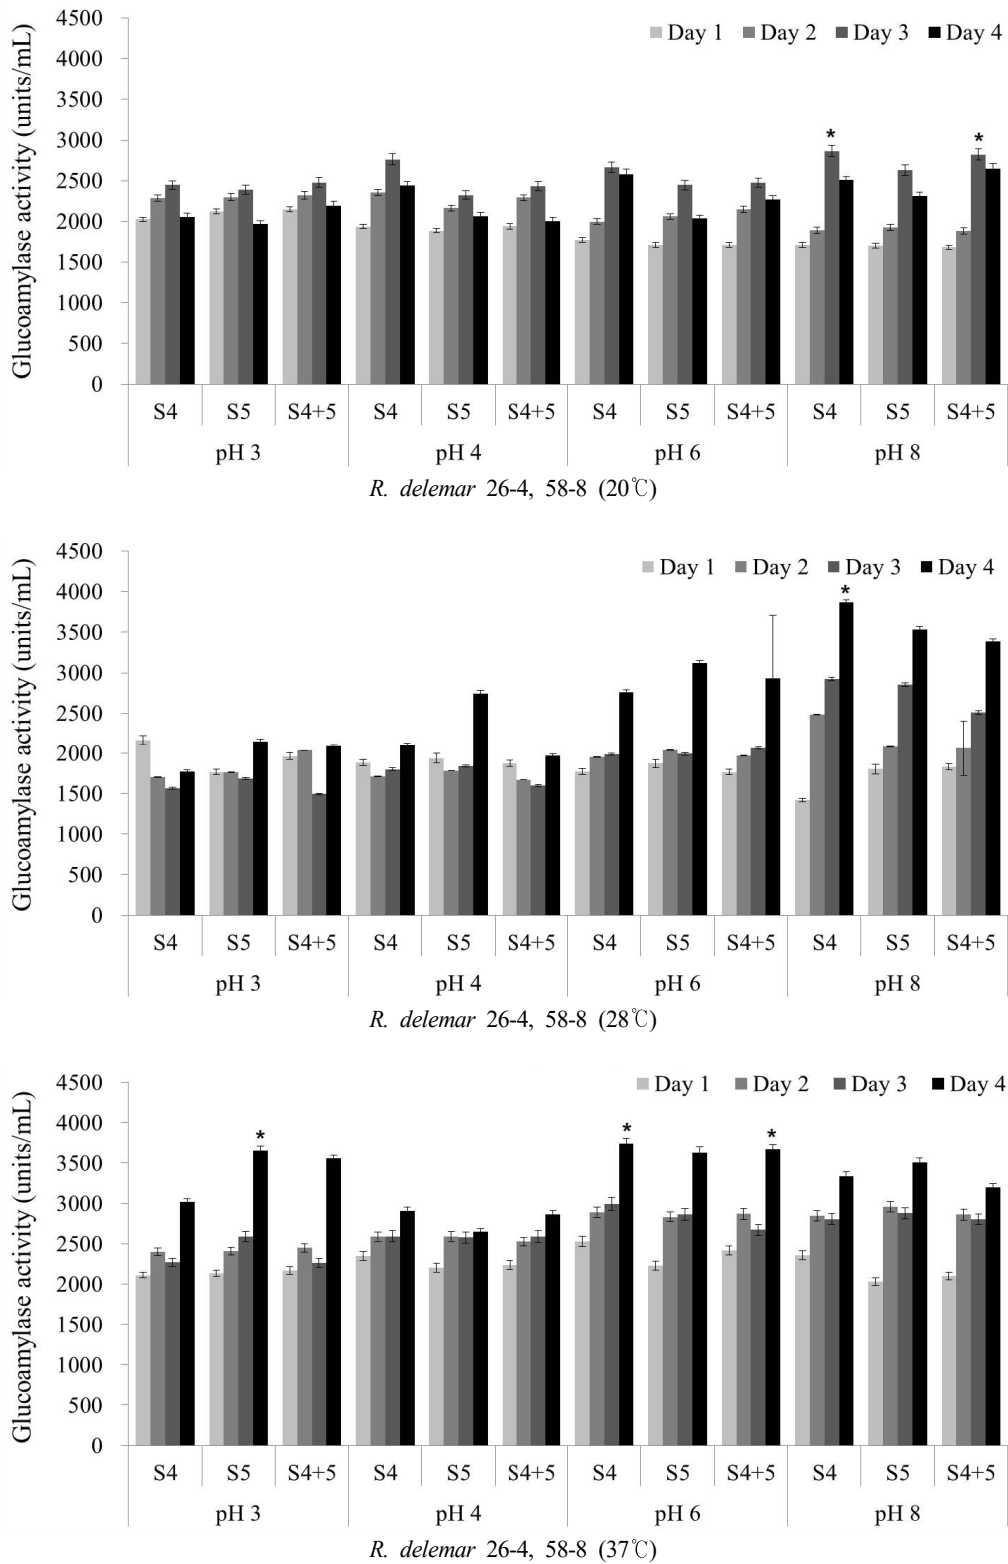 Glucoamylase activity (units/mL)
4500
4000
3500
3000
2500
2000
1500
1000
500
0
Day 1 Day 2 Day 3 Day 4
* *
S4 S5 S4+5 S4 S5 S4+5 S4 S5 S4+5 S4 S5 S4+5
pH 3 pH 4 pH 6 pH 8
R. delemar 26-4, 58-8 (20℃)
Glucoamylase activity (units/mL)
4500
4000
3500
3000
2500
2000
1500
1000
500
0
Day 1 Day 2 Day 3 Day 4
*
S4 S5 S4+5 S4 S5 S4+5 S4 S5 S4+5 S4 S5 S4+5
pH 3 pH 4 pH 6 pH 8
R. delemar 26-4, 58-8 (28℃)
Glucoamylase activity (units/mL)
4500
4000
3500
3000
2500
2000
1500
1000
500
0
Day 1 Day 2 Day 3 Day 4
* * *
S4 S5 S4+5 S4 S5 S4+5 S4 S5 S4+5 S4 S5 S4+5
pH 3 pH 4 pH 6 pH 8
R. delemar 26-4, 58-8 (37℃)